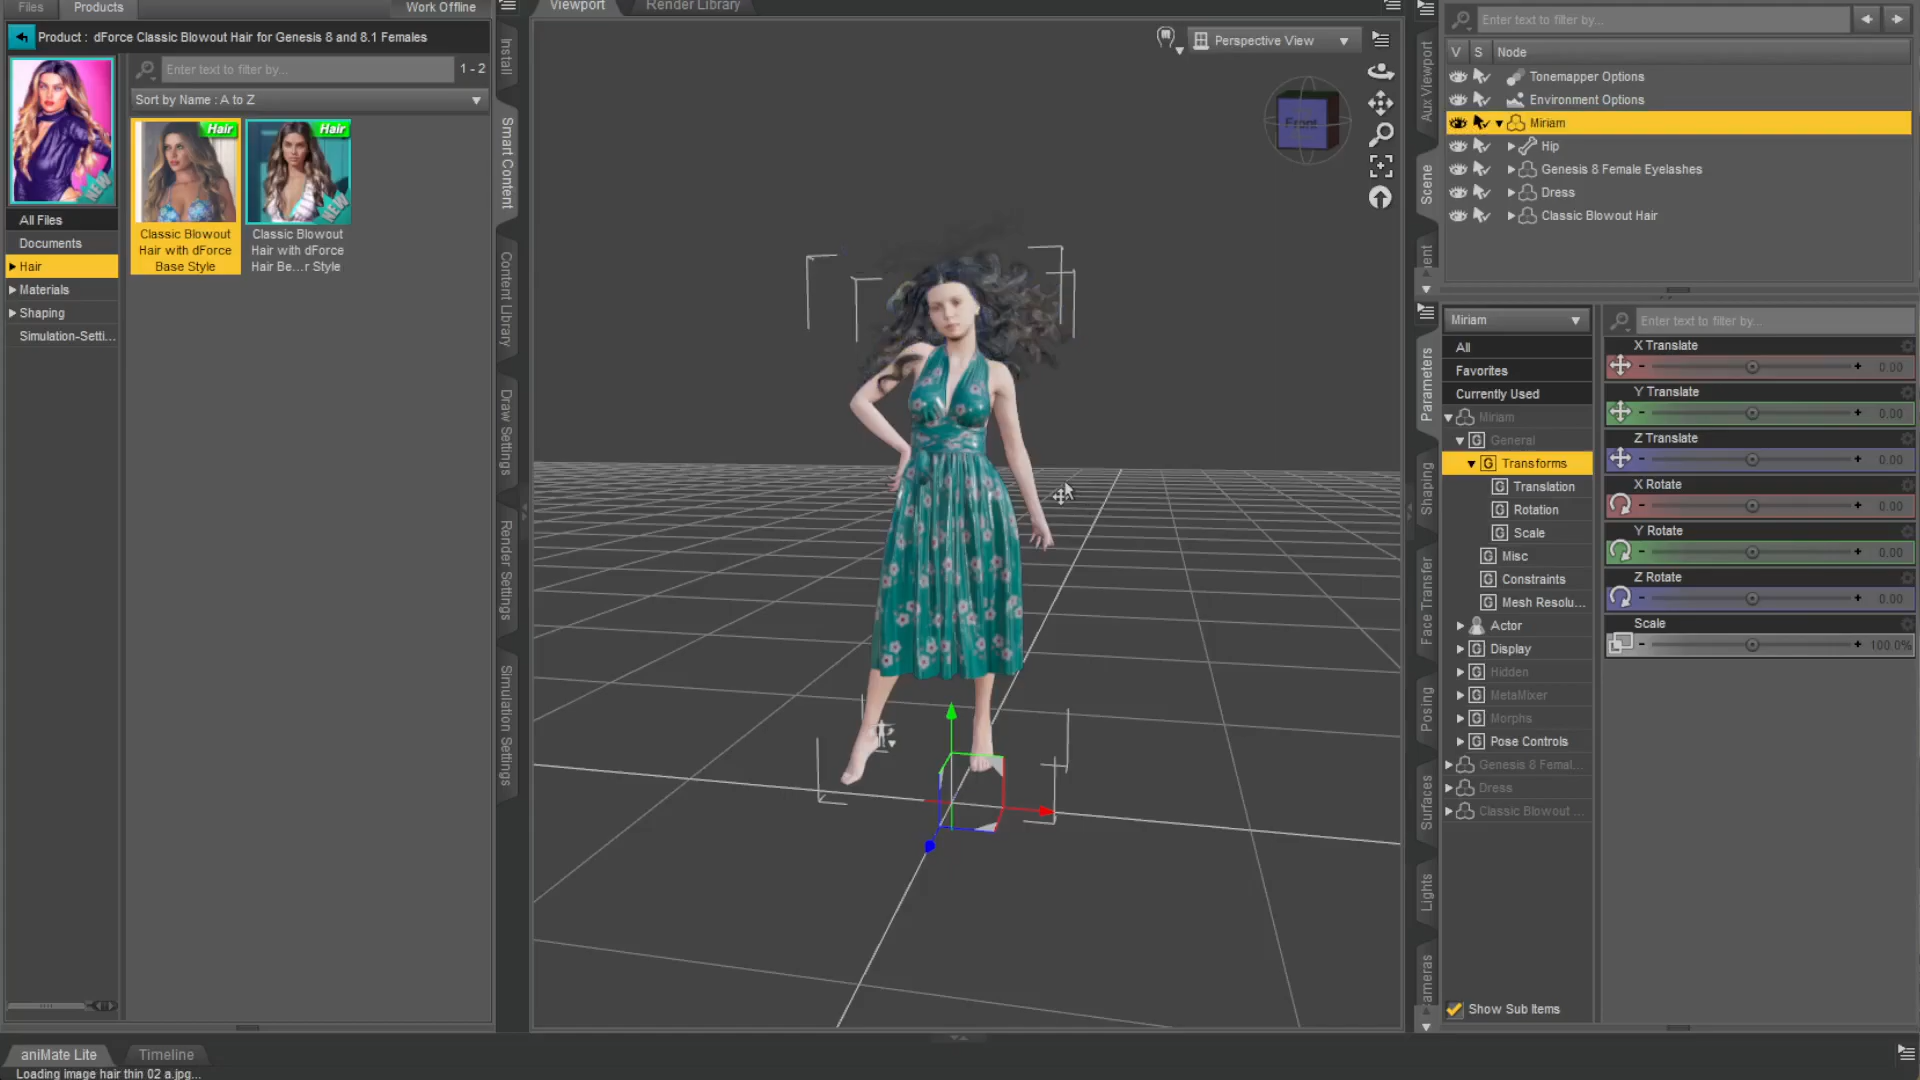 Files
Products
Work Offline
Viewport
Render Library
Product : dForce Classic Blowout Hair for Genesis 8 and 8.1 Females
Enter text to filter by...
1 - 2
Sort by Name : A to Z
NEW
All Files
Documents
Hair
Materials
Shaping
Simulation-Setti...
Hair
Classic Blowout
Hair with dForce
Base Style
Hair
NEW
Classic Blowout
Hair with dForce
Hair Be...r Style
Install
Smart Content
Content Library
Draw Settings
Render Settings
Simulation Settings
Perspective View
Front
Aux Viewport
Scene
Parameters
Shaping
Face Transfer
Posing
Surfaces
Lights
Enter text to filter by...
V S Node
Tonemapper Options
Environment Options
Miriam
Hip
Genesis 8 Female Eyelashes
Dress
Classic Blowout Hair
Miriam
All
Favorites
Currently Used
Miriam
General
Transforms
Translation
Rotation
Scale
Misc
Constraints
Mesh Resolu...
Actor
Display
Hidden
MetaMixer
Morphs
Pose Controls
Genesis 8 Femal...
Dress
Classic Blowout ...
Show Sub Items
Enter text to filter by...
X Translate
0.00
Y Translate
0.00
Z Translate
0.00
X Rotate
0.00
Y Rotate
0.00
Z Rotate
0.00
Scale
100.0%
aniMate Lite
Timeline
Loading image hair thin 02 a.jpg...